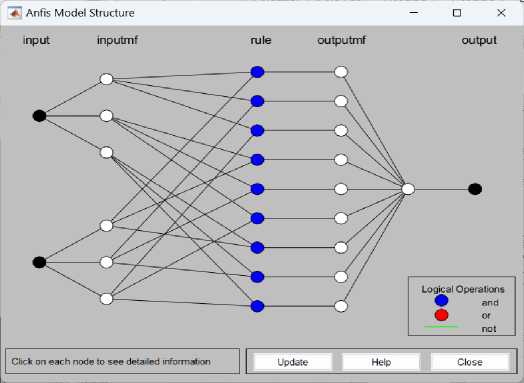 Anfis Model Structure
input inputmf rule outputmf output
Logical Operations
and
or
not
Click on each node to see detailed information
Update Help Close